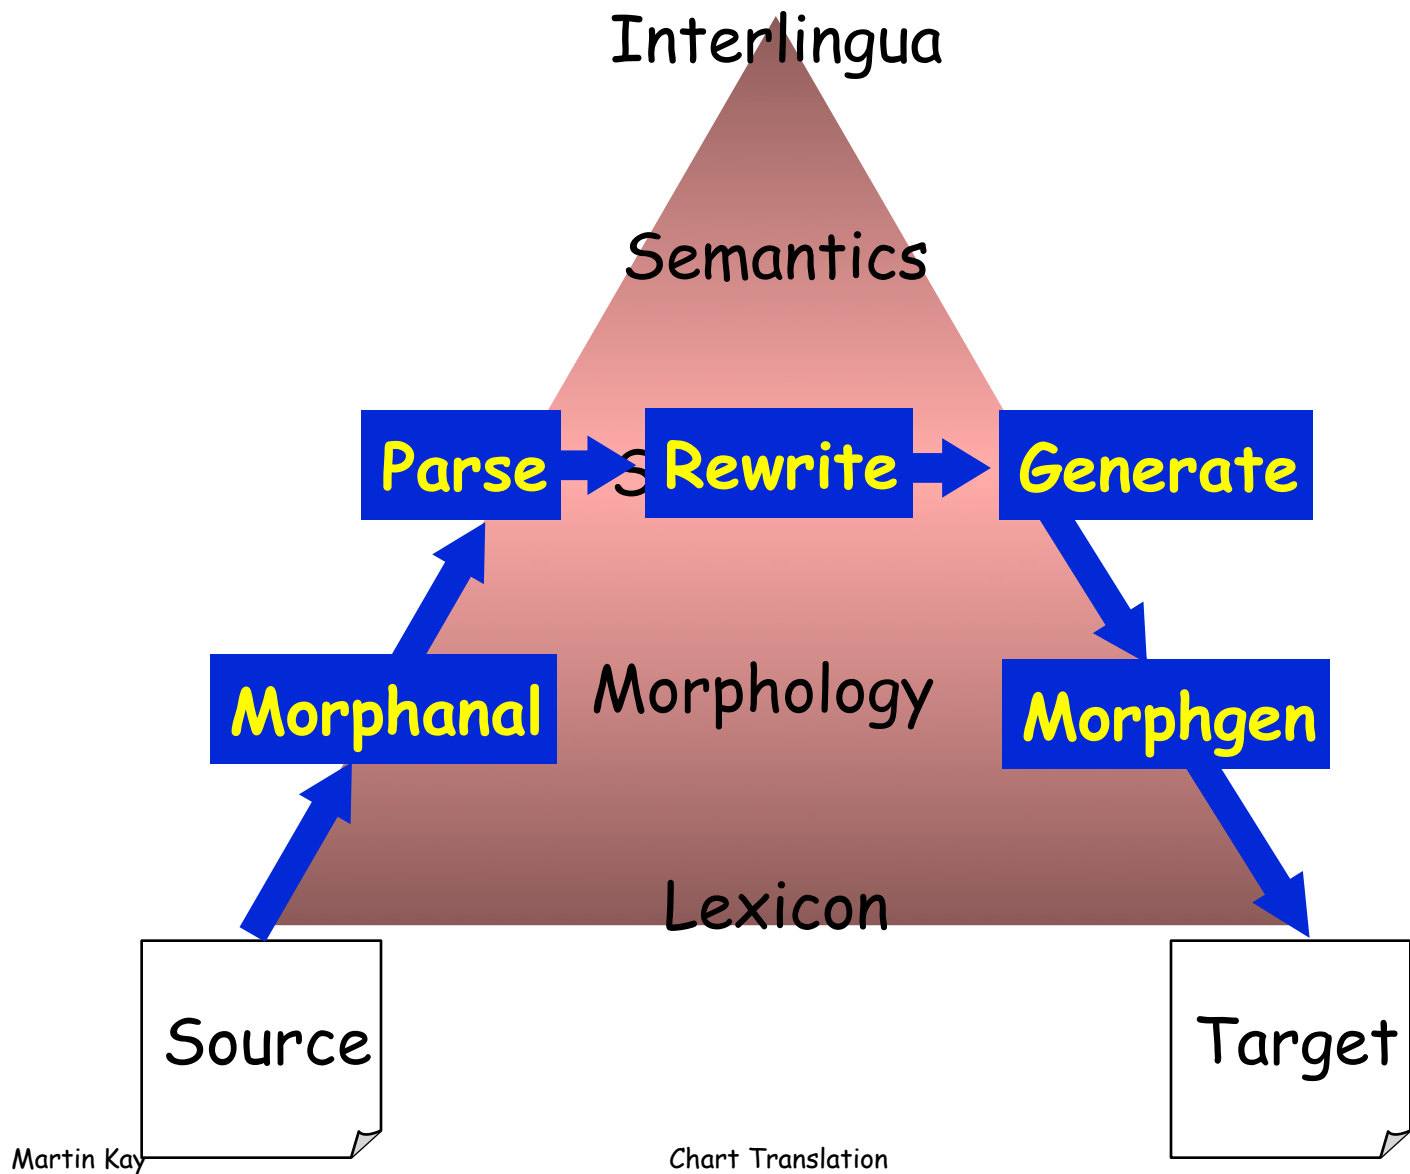 Interlingua
Semantics
Parse Rewrite Generate
Morphanal Morphology Morphgen
Lexicon
Source Target
Martin Kay Chart Translation